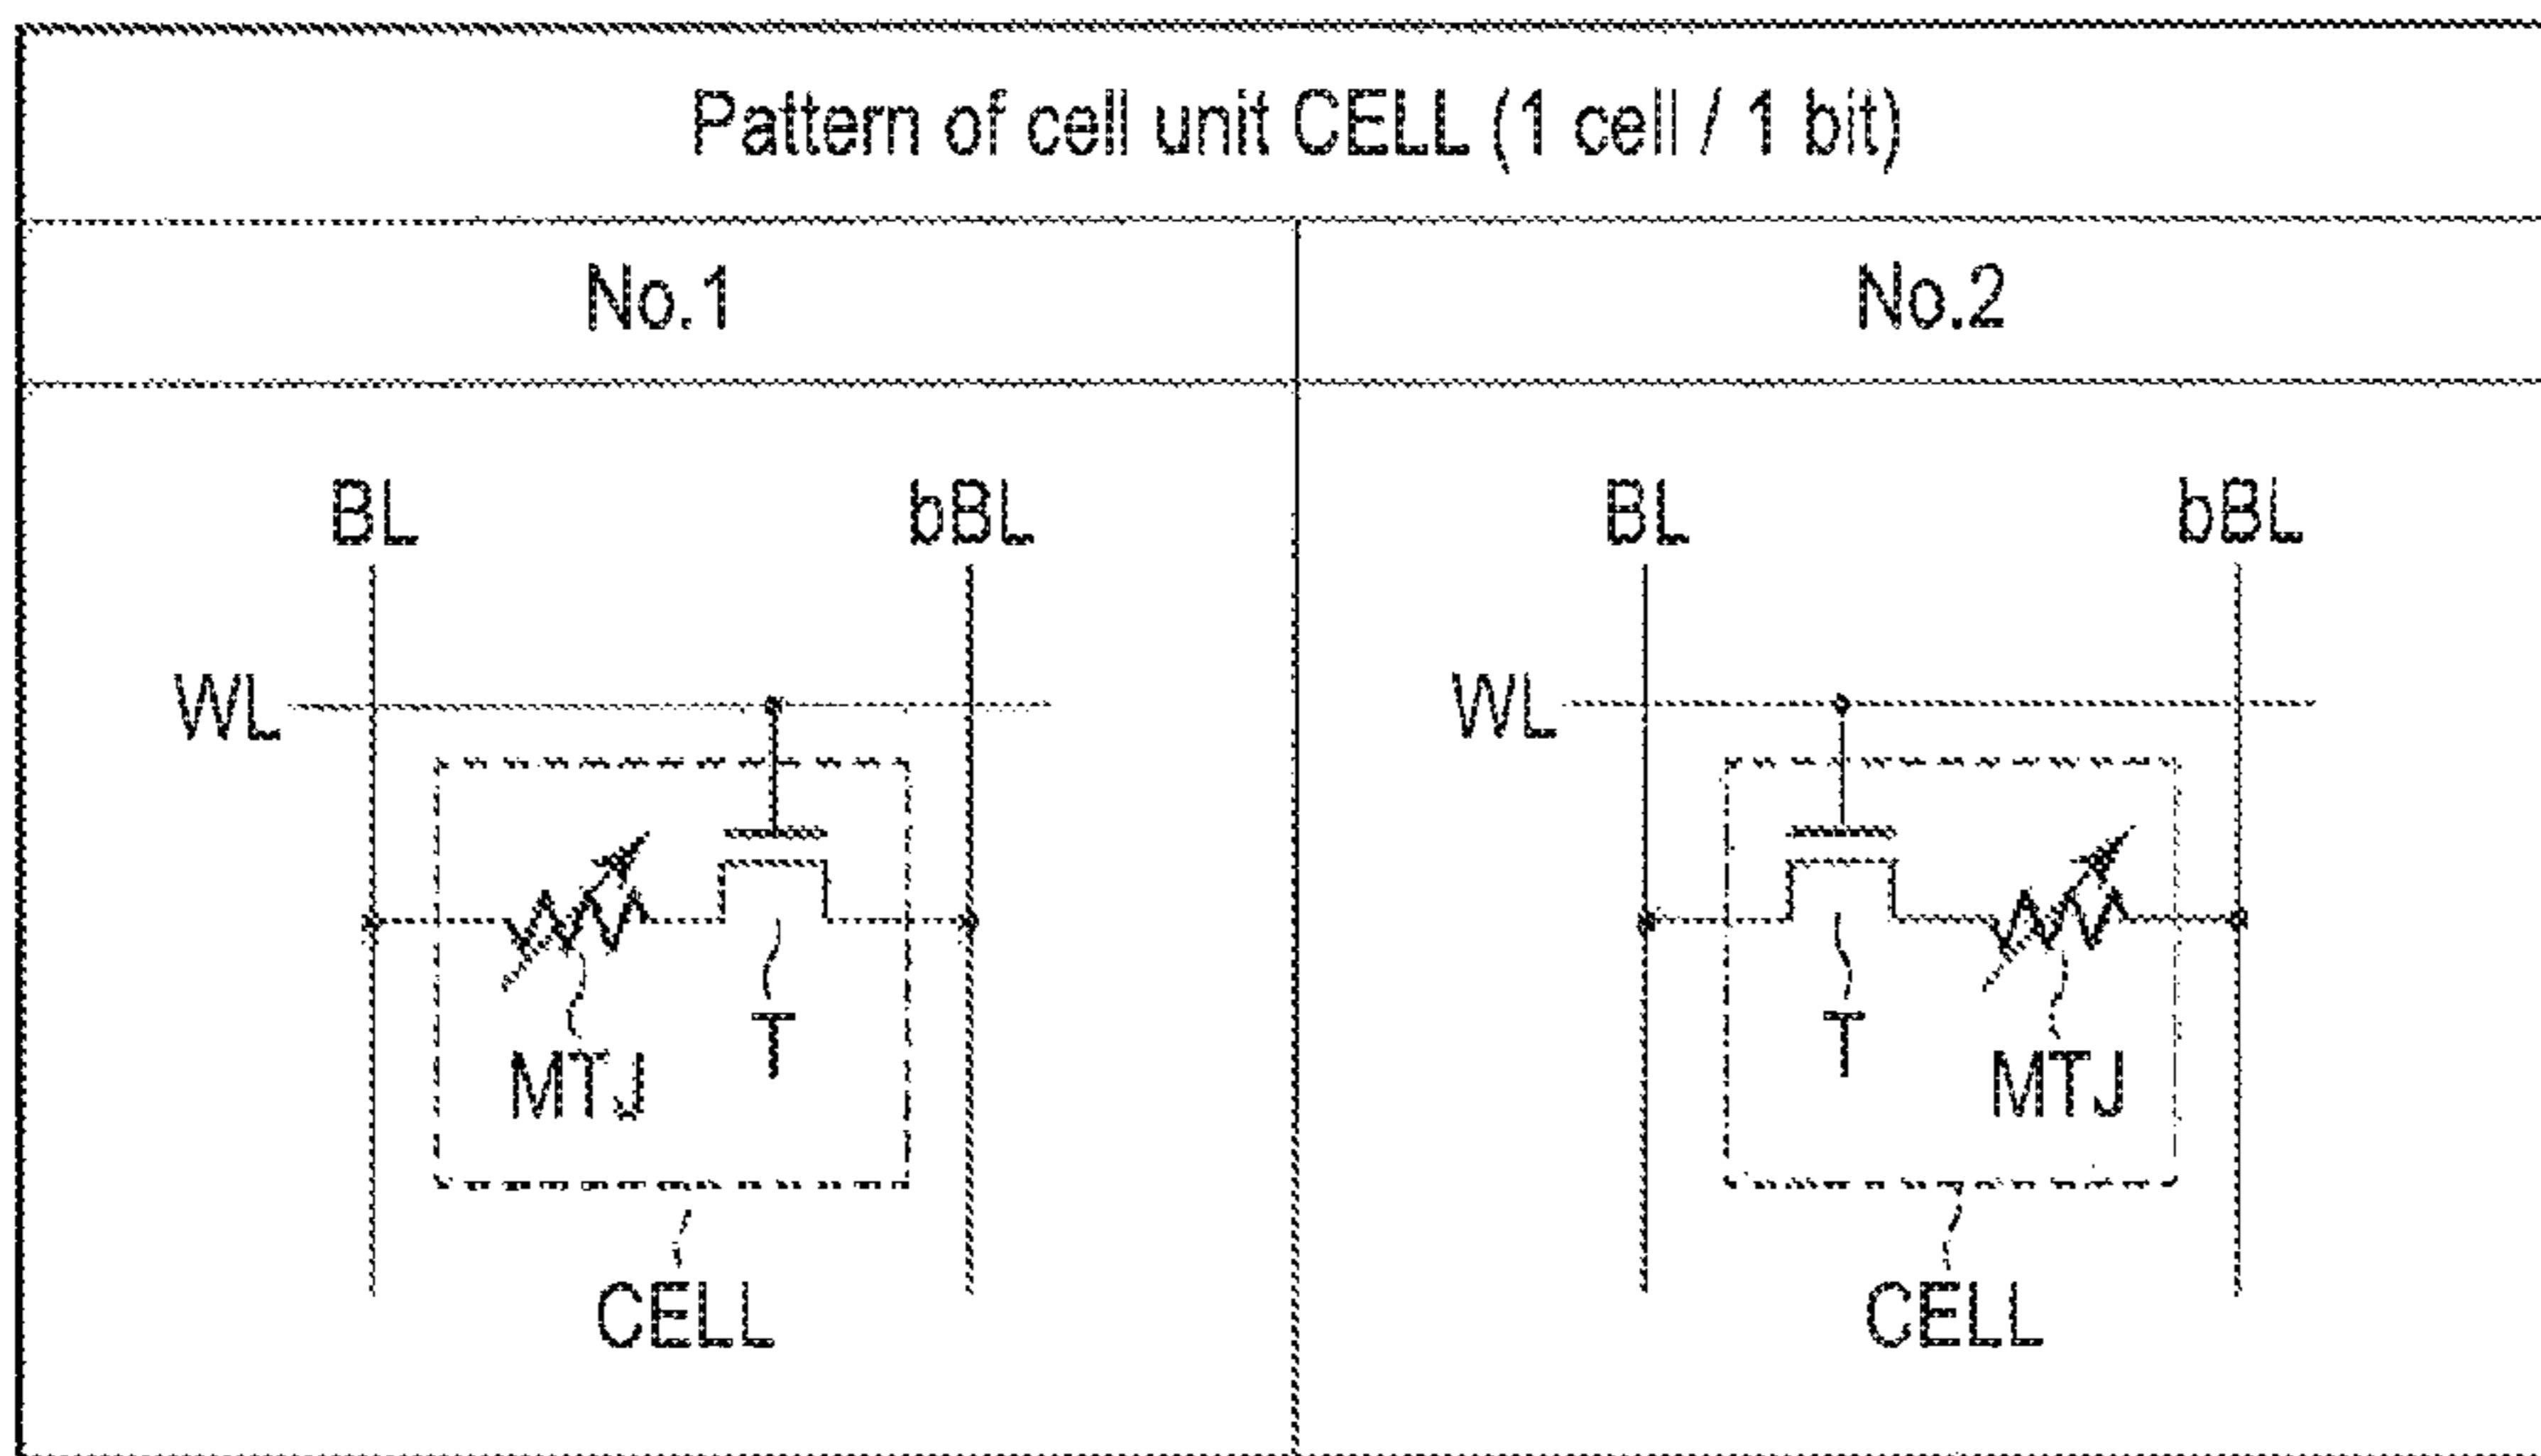 Pattern of cell unit CELL (1 cell / 1 bit)
No.1
No.2
BL bBL
WL
MTJ T
CELL
BL bBL
WL
T MTJ
CELL